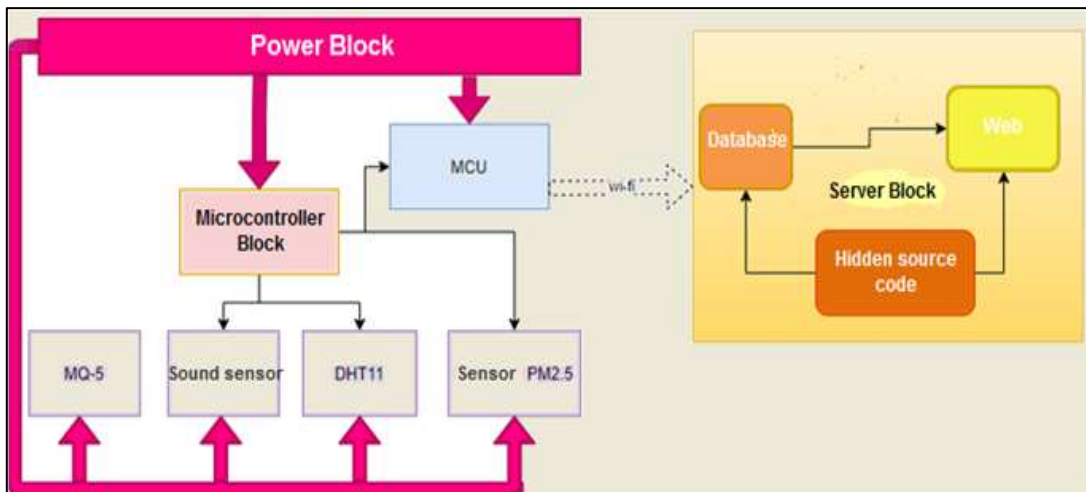 Power Block
MCU
wi-fi
Microcontroller
Block
MQ-5
Sound sensor
DHT11
Sensor PM2.5
Database
Web
Server Block
Hidden source
code